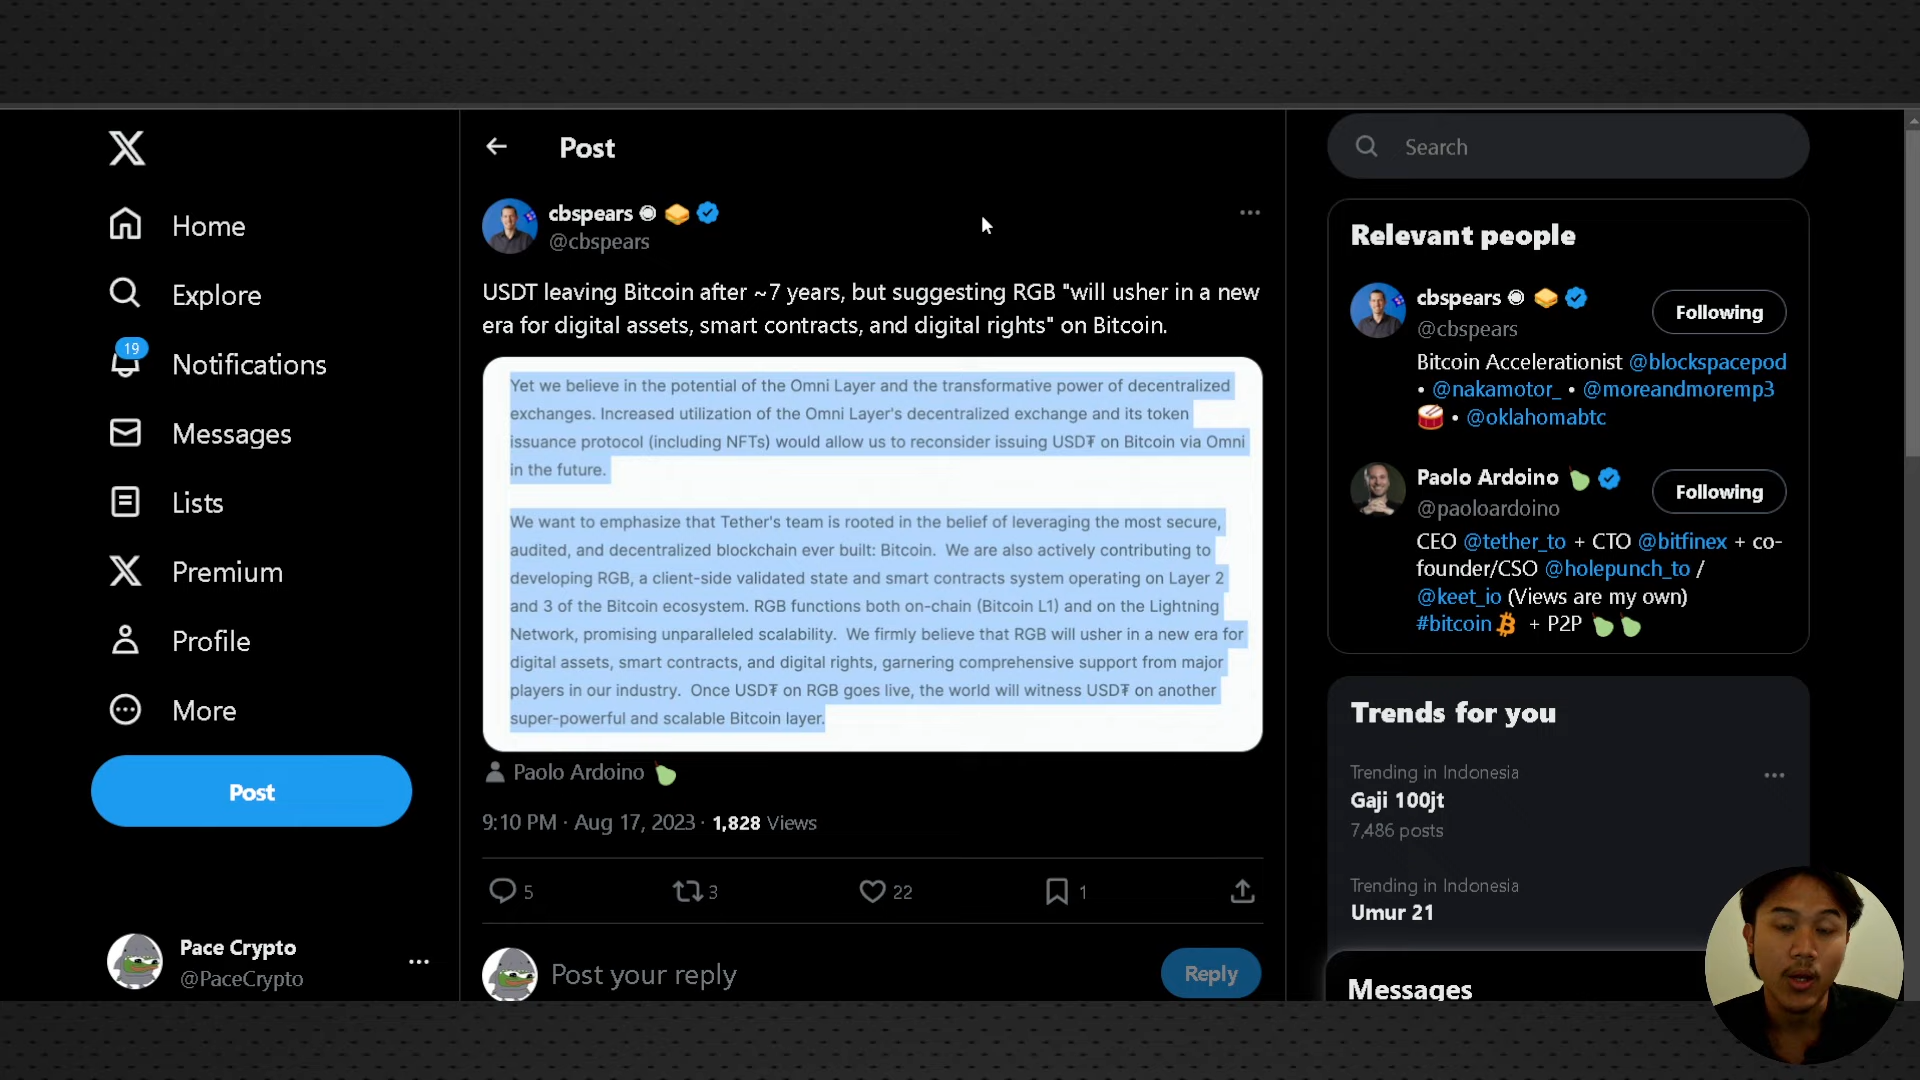 Home
Explore
19
Notifications
Messages
Lists
Premium
Profile
More
Post
Pace Crypto
@PaceCrypto
Post
cbspears
@cbspears
USDT leaving Bitcoin after ~7 years, but suggesting RGB "will usher in a new
era for digital assets, smart contracts, and digital rights" on Bitcoin.
Yet we believe in the potential of the Omni Layer and the transformative power of decentralized
exchanges. Increased utilization of the Omni Layer's decentralized exchange and its token
issuance protocol (including NFTs) would allow us to reconsider issuing USD₮ on Bitcoin via Omni
in the future.
We want to emphasize that Tether's team is rooted in the belief of leveraging the most secure,
audited, and decentralized blockchain ever built: Bitcoin. We are also actively contributing to
developing RGB, a client-side validated state and smart contracts system operating on Layer 2
and 3 of the Bitcoin ecosystem. RGB functions both on-chain (Bitcoin L1) and on the Lightning
Network, promising unparalleled scalability. We firmly believe that RGB will usher in a new era for
digital assets, smart contracts, and digital rights, garnering comprehensive support from major
players in our industry. Once USD₮ on RGB goes live, the world will witness USD₮ on another
super-powerful and scalable Bitcoin layer.
Paolo Ardoino 🍐
9:10 PM · Aug 17, 2023 · 1,828 Views
5 3 22 1
Post your reply
Reply
Search
Relevant people
cbspears
@cbspears
Following
Bitcoin Accelerationist @blockspacepod
• @nakamotor_ • @moreandmoremp3
🥁 • @oklahomabtc
Paolo Ardoino 🍐
@paoloardoino
Following
CEO @tether_to + CTO @bitfinex + co-
founder/CSO @holepunch_to /
@keet_io (Views are my own)
#bitcoin + P2P 🍐🍐
Trends for you
Trending in Indonesia
Gaji 100jt
7,486 posts
Trending in Indonesia
Umur 21
Messages